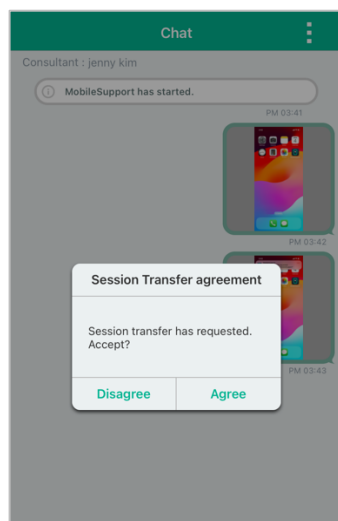 Chat
Consultant : jenny kim
MobileSupport has started.
PM 03:41
PM 03:42
Session Transfer agreement
Session transfer has requested.
Accept?
PM 03:43
Disagree
Agree